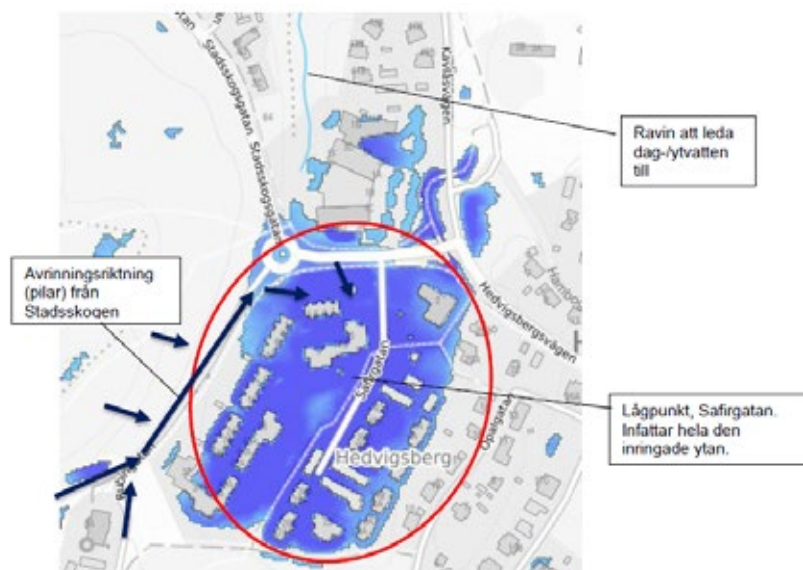 Stadsskogsgatan
Stadsskogsgatan
Kavlåsvägen
Ravin att leda
dag-/ytvatten
till
Avrinningsriktning
(pilar) från
Stadsskogen
Hedvigsbergsvägen
Safirgatan
Opalgatan
Hedvigsberg
Lågpunkt, Safirgatan.
Infattar hela den
inringade ytan.